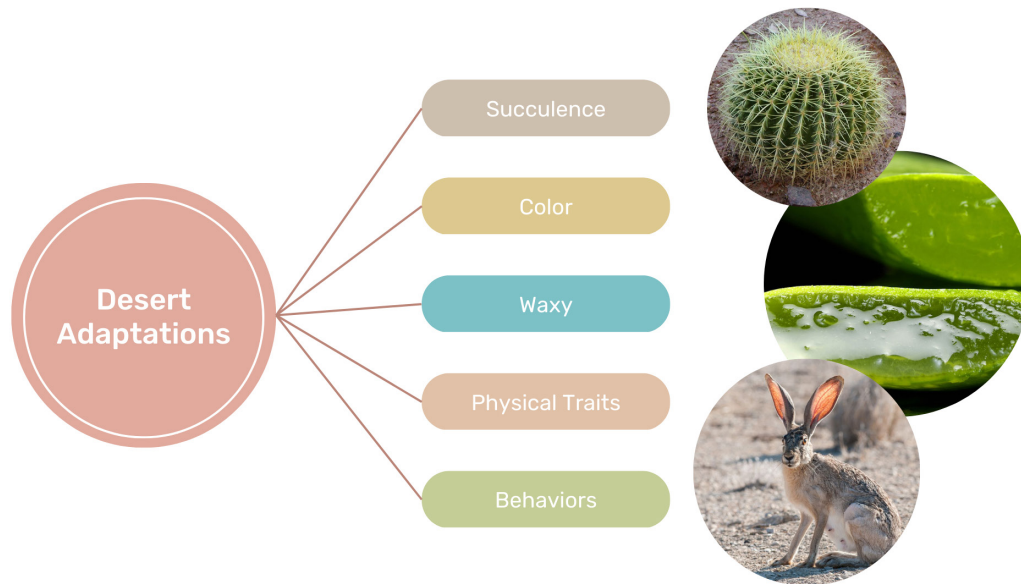 Desert
Adaptations
Succulence
Color
Waxy
Physical Traits
Behaviors